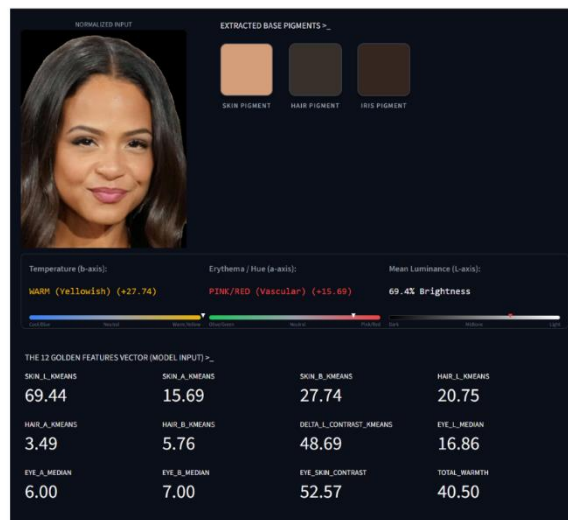 NORMALIZED INPUT
EXTRACTED BASE PIGMENTS >_
SKIN PIGMENT HAIR PIGMENT IRIS PIGMENT
Temperature (b-axis): Erythema / Hue (a-axis): Mean Luminance (L-axis):
WARM (Yellowish) (+27.74) PINK/RED (Vascular) (+15.69) 69.4% Brightness
Cool/Blue Neutral Warm/Yellow Olive/Green Neutral Pink/Red Dark Midtone Light
THE 12 GOLDEN FEATURES VECTOR (MODEL INPUT) >_
SKIN_L_KMEANS SKIN_A_KMEANS SKIN_B_KMEANS HAIR_L_KMEANS
69.44 15.69 27.74 20.75
HAIR_A_KMEANS HAIR_B_KMEANS DELTA_L_CONTRAST_KMEANS EYE_L_MEDIAN
3.49 5.76 48.69 16.86
EYE_A_MEDIAN EYE_B_MEDIAN EYE_SKIN_CONTRAST TOTAL_WARMTH
6.00 7.00 52.57 40.50